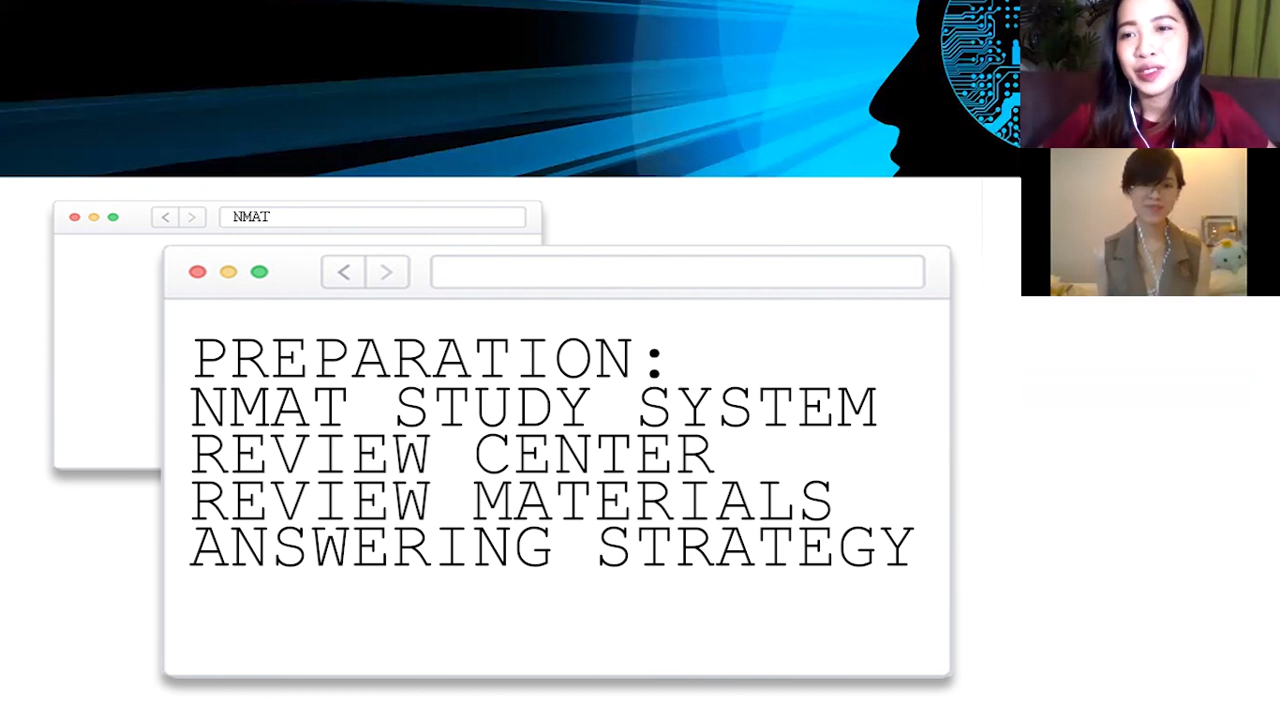 NMAT
PREPARATION:
NMAT STUDY SYSTEM
REVIEW CENTER
REVIEW MATERIALS
ANSWERING STRATEGY